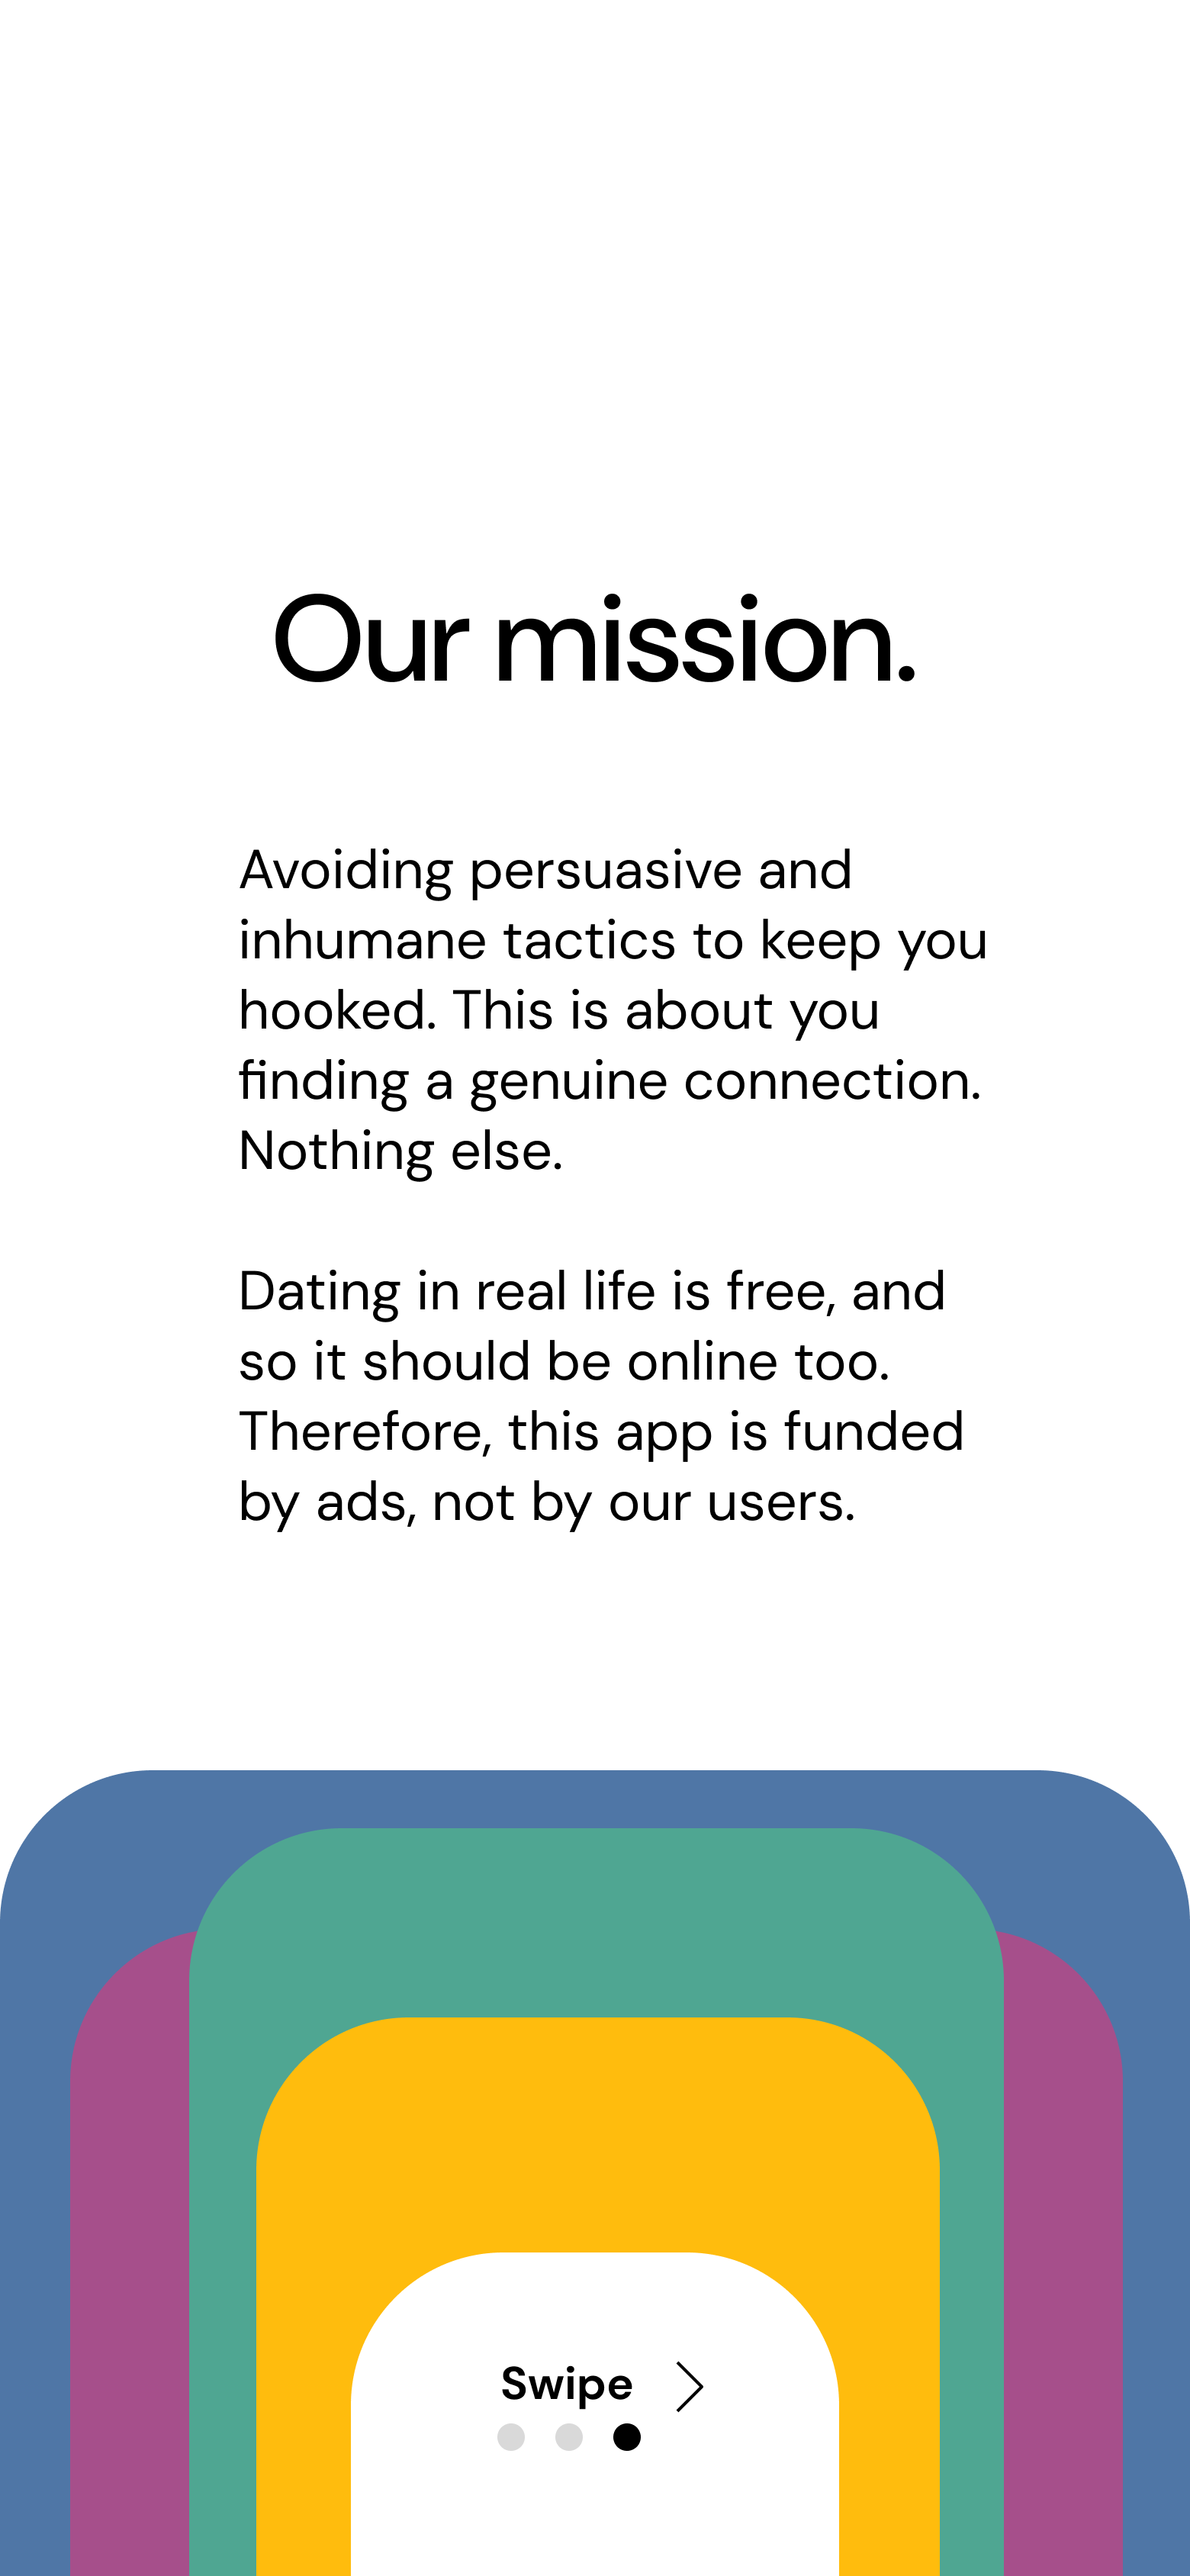 Our mission.
Avoiding persuasive and
inhumane tactics to keep you
hooked. This is about you
finding a genuine connection.
Nothing else.
Dating in real life is free, and
so it should be online too.
Therefore, this app is funded
by ads, not by our users.
Swipe